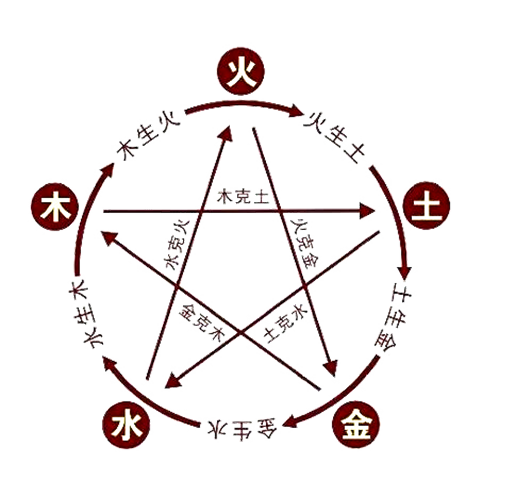 火
木生火
火生土
木
土
木克土
水克火
火克金
水生木
土生金
金克木
土克水
水
金
金生水